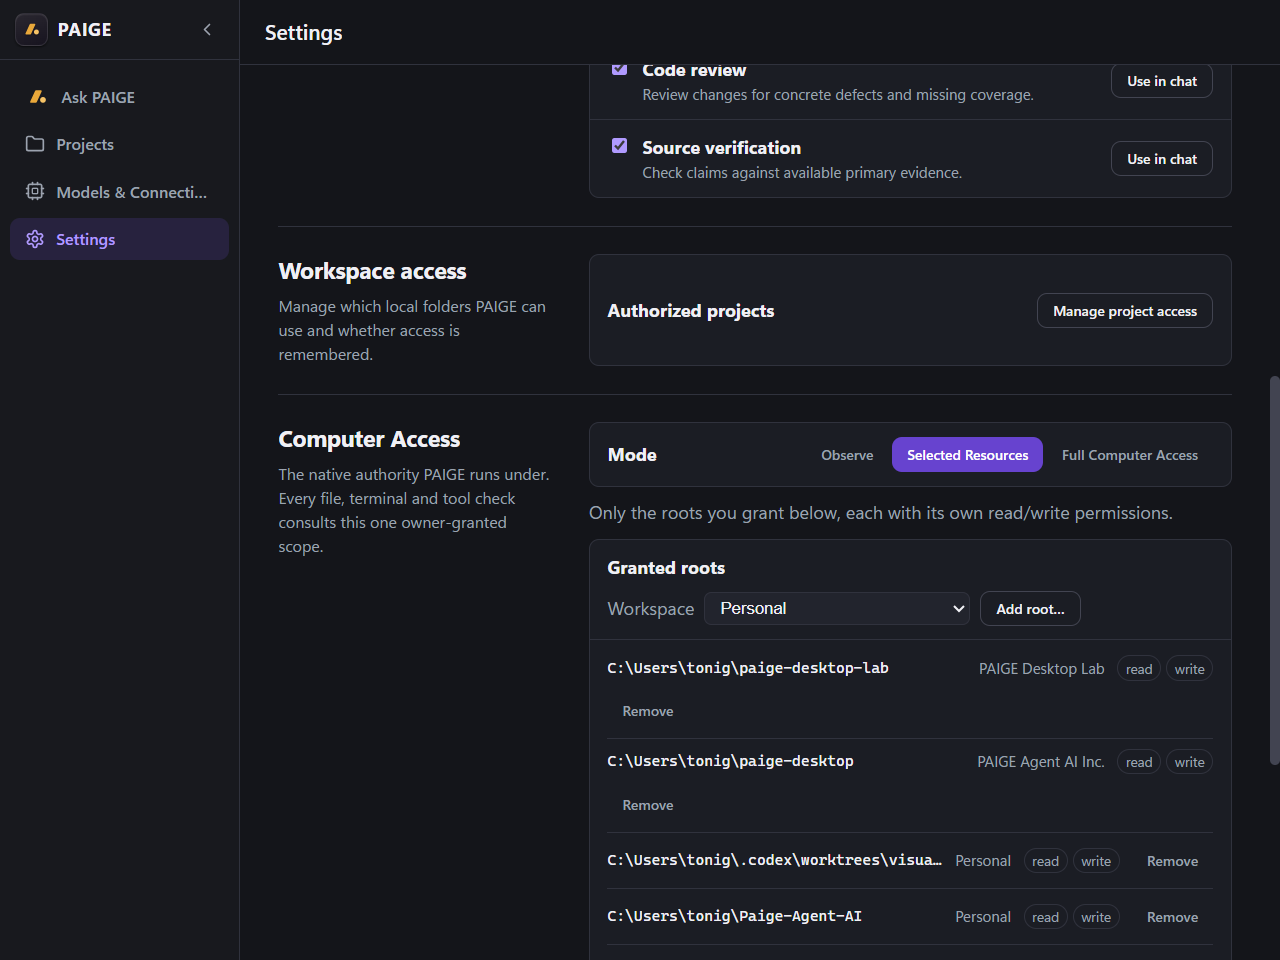 PAIGE
Settings
Ask PAIGE
Projects
Models & Connecti...
Settings
Code review
Review changes for concrete defects and missing coverage.
Use in chat
Source verification
Check claims against available primary evidence.
Use in chat
Workspace access
Manage which local folders PAIGE can
use and whether access is
remembered.
Authorized projects
Manage project access
Computer Access
The native authority PAIGE runs under.
Every file, terminal and tool check
consults this one owner-granted
scope.
Mode
Observe
Selected Resources
Full Computer Access
Only the roots you grant below, each with its own read/write permissions.
Granted roots
Workspace
Personal
Add root...
C:\Users\tonig\paige-desktop-lab
PAIGE Desktop Lab
read
write
Remove
C:\Users\tonig\paige-desktop
PAIGE Agent AI Inc.
read
write
Remove
C:\Users\tonig\.codex\worktrees\visua…
Personal
read
write
Remove
C:\Users\tonig\Paige-Agent-AI
Personal
read
write
Remove